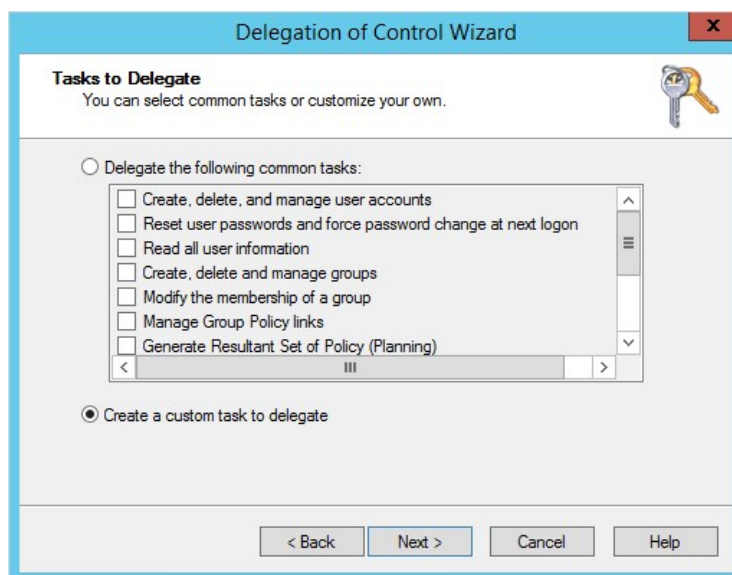 Delegation of Control Wizard
x
Tasks to Delegate
You can select common tasks or customize your own.
Delegate the following common tasks:
Create, delete, and manage user accounts
Reset user passwords and force password change at next logon
Read all user information
Create, delete and manage groups
Modify the membership of a group
Manage Group Policy links
Generate Resultant Set of Policy (Planning)
Create a custom task to delegate
< Back
Next >
Cancel
Help